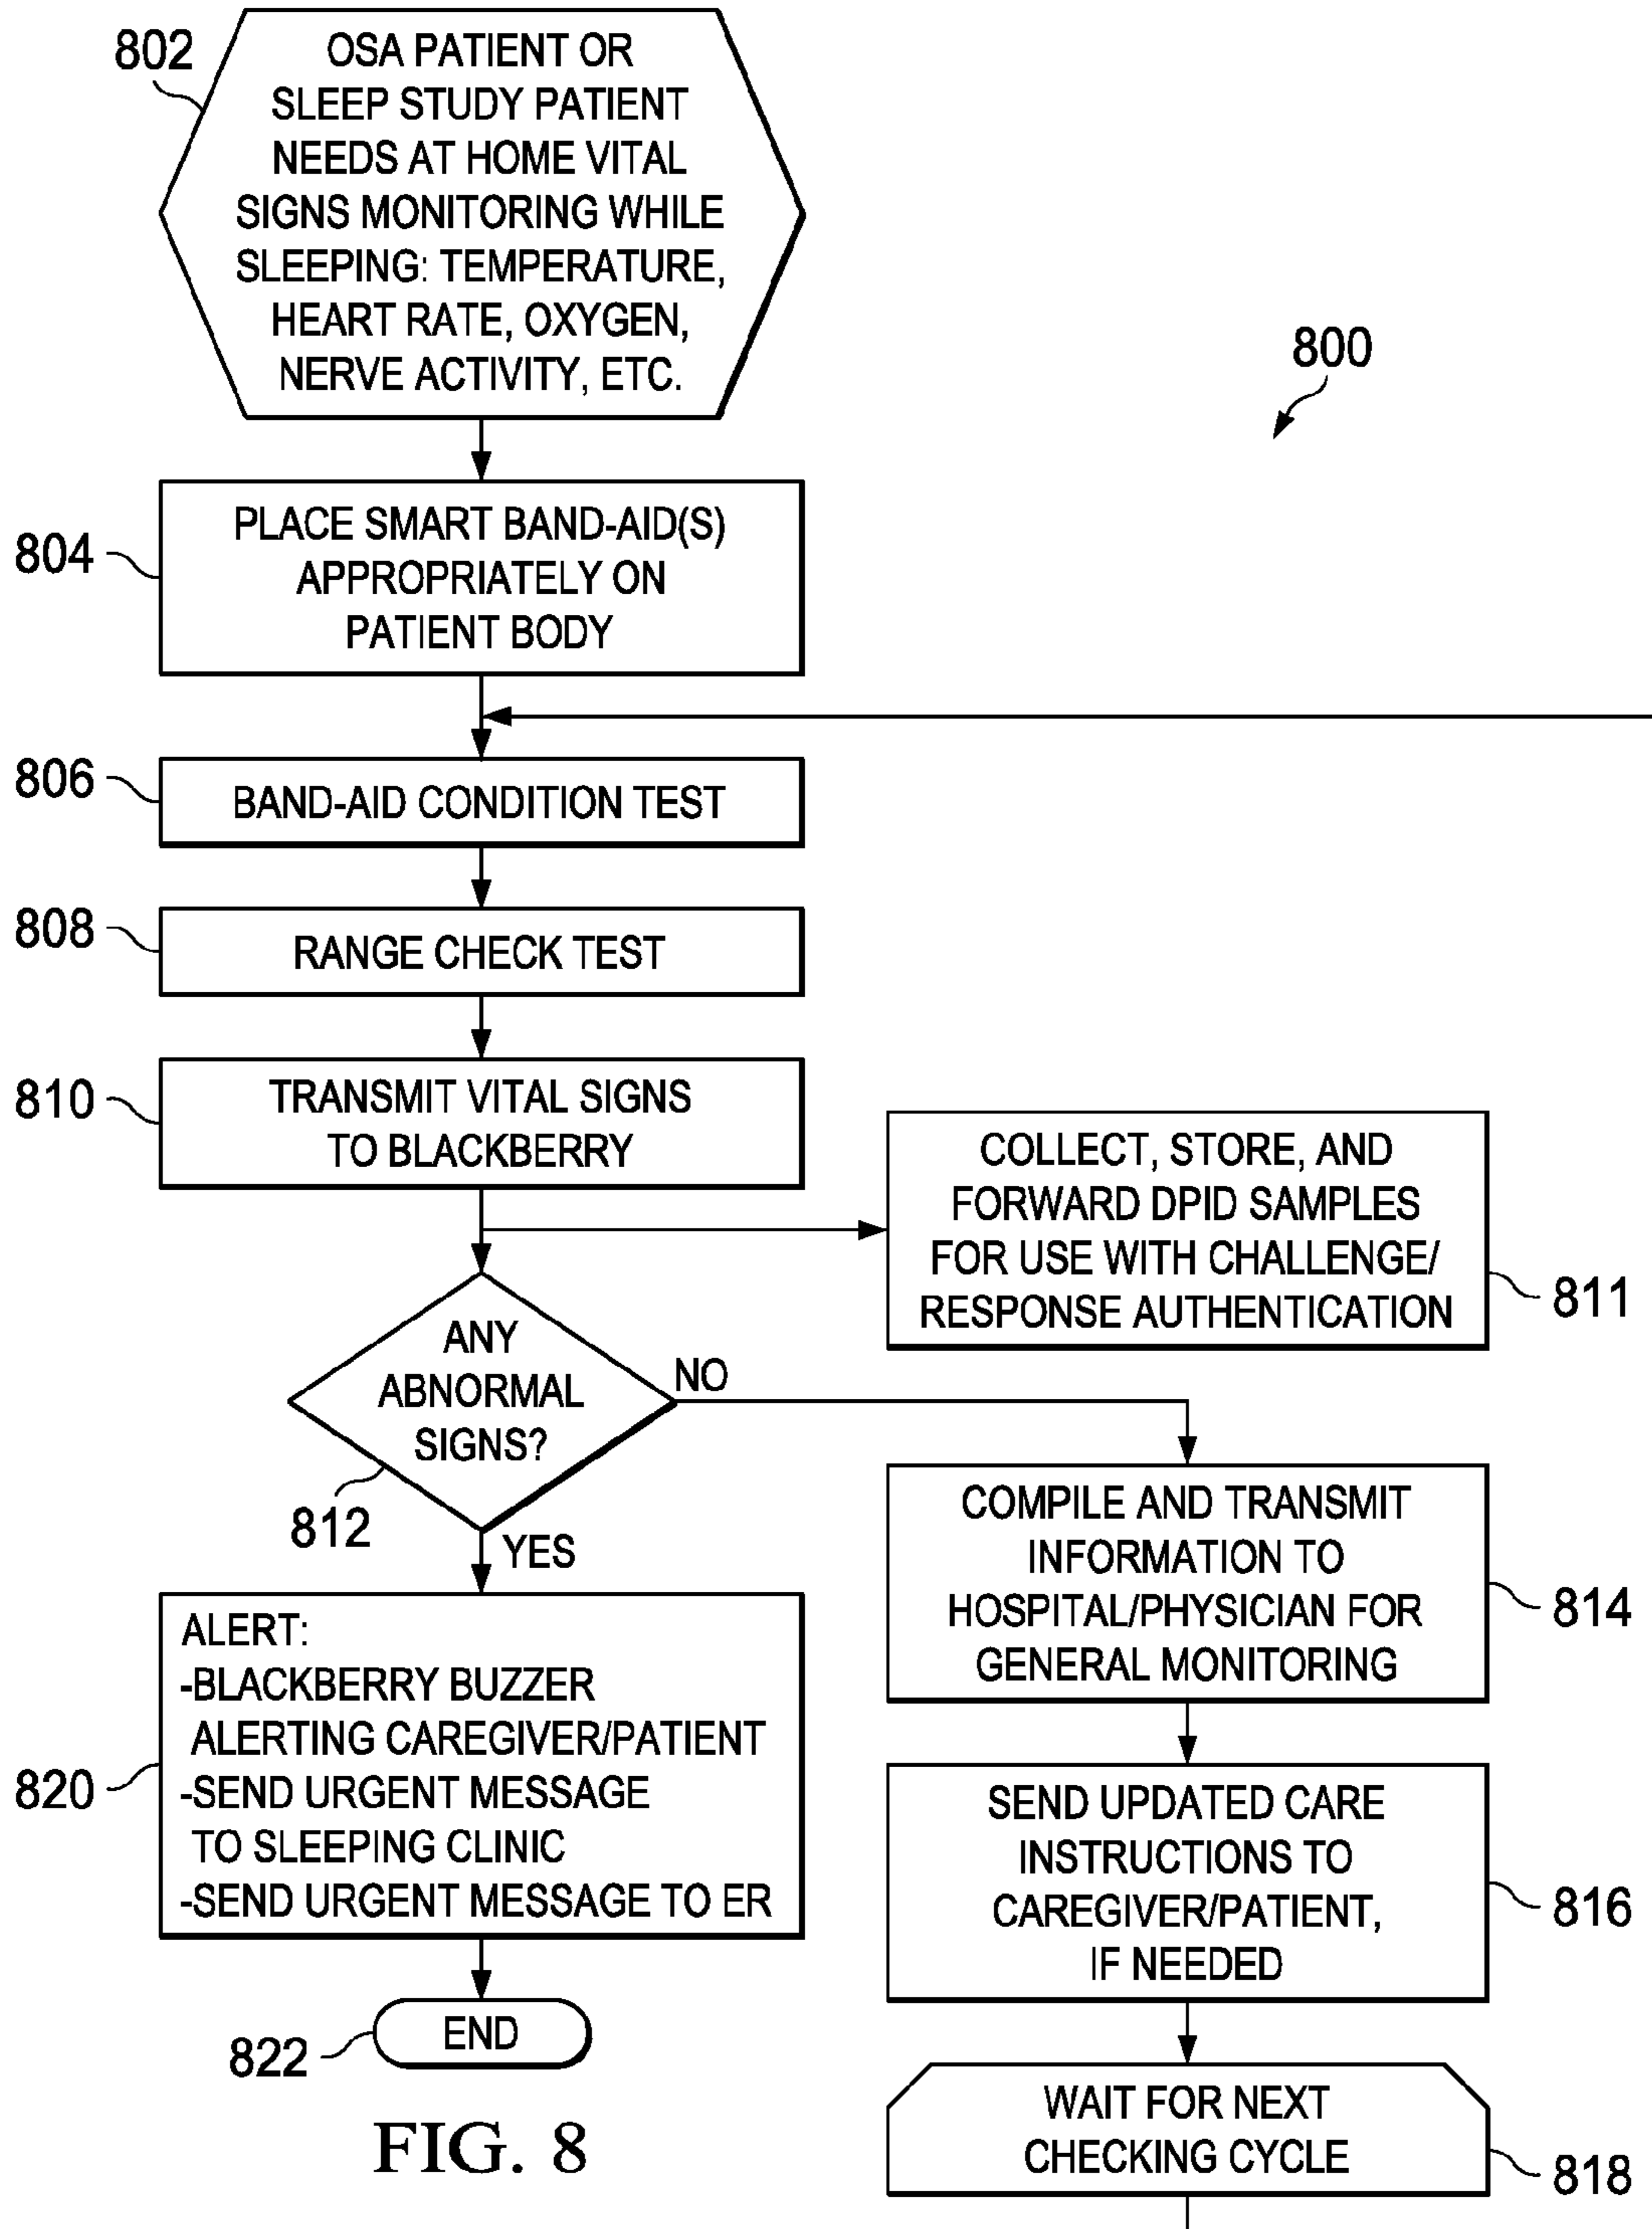 802
OSA PATIENT OR
SLEEP STUDY PATIENT
NEEDS AT HOME VITAL
SIGNS MONITORING WHILE
SLEEPING: TEMPERATURE,
HEART RATE, OXYGEN,
NERVE ACTIVITY, ETC.
800
804
PLACE SMART BAND-AID(S)
APPROPRIATELY ON
PATIENT BODY
806
BAND-AID CONDITION TEST
808
RANGE CHECK TEST
810
TRANSMIT VITAL SIGNS
TO BLACKBERRY
COLLECT, STORE, AND
FORWARD DPID SAMPLES
FOR USE WITH CHALLENGE/
RESPONSE AUTHENTICATION
811
ANY
ABNORMAL
SIGNS?
812
NO
YES
COMPILE AND TRANSMIT
INFORMATION TO
HOSPITAL/PHYSICIAN FOR
GENERAL MONITORING
814
820
ALERT:
-BLACKBERRY BUZZER
ALERTING CAREGIVER/PATIENT
-SEND URGENT MESSAGE
TO SLEEPING CLINIC
-SEND URGENT MESSAGE TO ER
SEND UPDATED CARE
INSTRUCTIONS TO
CAREGIVER/PATIENT,
IF NEEDED
816
822
END
WAIT FOR NEXT
CHECKING CYCLE
818
FIG. 8